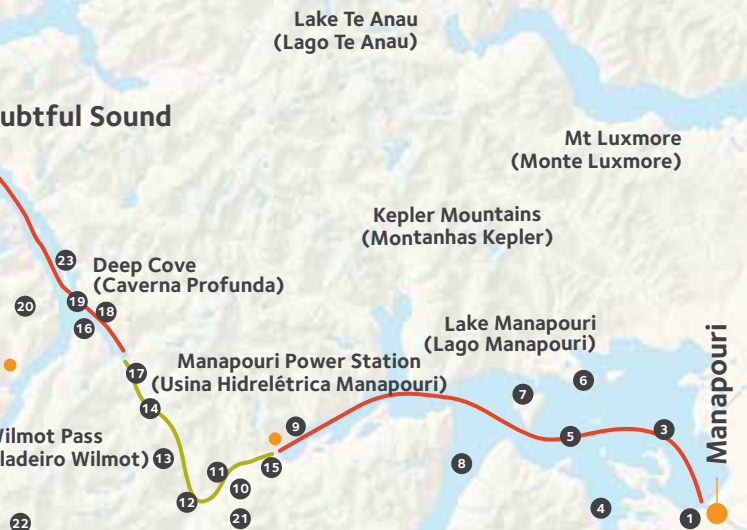 Lake Te Anau
(Lago Te Anau)
ubtful Sound
Mt Luxmore
(Monte Luxmore)
Kepler Mountains
(Montanhas Kepler)
23
Deep Cove
(Caverna Profunda)
20
19
18
16
Lake Manapouri
(Lago Manapouri)
Manapouri
Manapouri Power Station
(Usina Hidrelétrica Manapouri)
17
6
7
14
9
3
5
Wilmot Pass
ladeiro Wilmot)
13
11
15
8
10
12
4
1
21
22